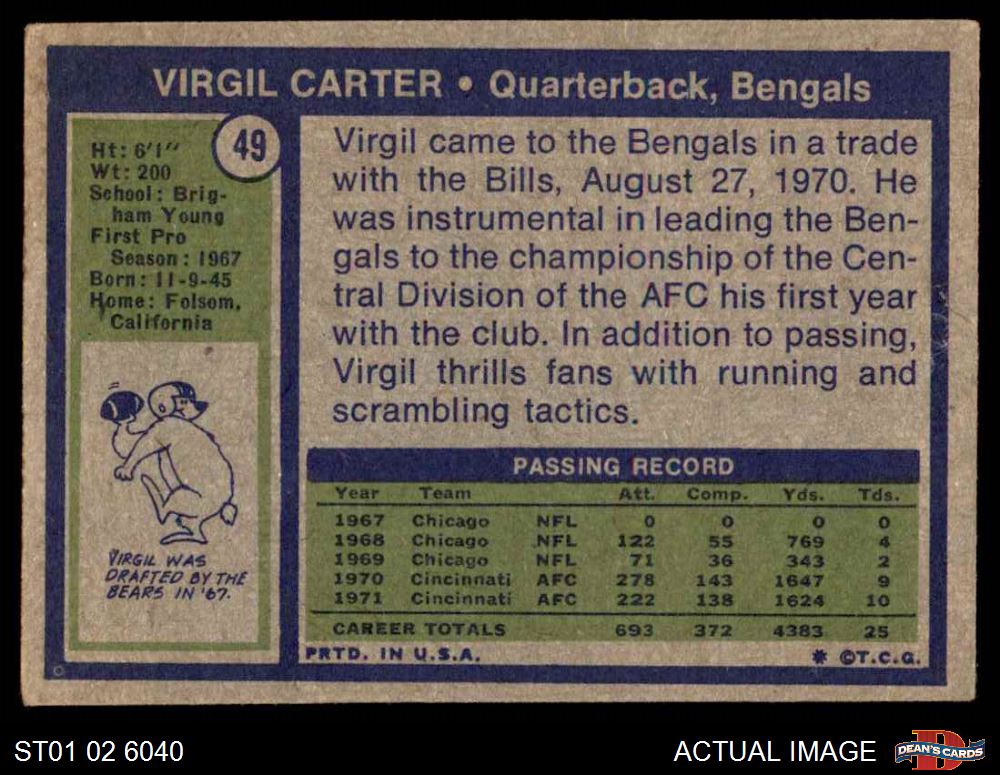 VIRGIL CARTER • Quarterback, Bengals
49
Ht: 6'1"
Wt: 200
School: Brig-
ham Young
First Pro
Season: 1967
Born: 11-9-45
Home: Folsom,
California
VIRGIL WAS
DRAFTED BY THE
BEARS IN '67.
Virgil came to the Bengals in a trade
with the Bills, August 27, 1970. He
was instrumental in leading the Ben-
gals to the championship of the Cen-
tral Division of the AFC his first year
with the club. In addition to passing,
Virgil thrills fans with running and
scrambling tactics.
PASSING RECORD
Year Team Att. Comp. Yds. Tds.
1967 Chicago NFL 0 0 0 0
1968 Chicago NFL 122 55 769 4
1969 Chicago NFL 71 36 343 2
1970 Cincinnati AFC 278 143 1647 9
1971 Cincinnati AFC 222 138 1624 10
CAREER TOTALS 693 372 4383 25
PRTD. IN U.S.A. * ©T.C.G.
ST01 02 6040
ACTUAL IMAGE
D
DEAN'S CARDS